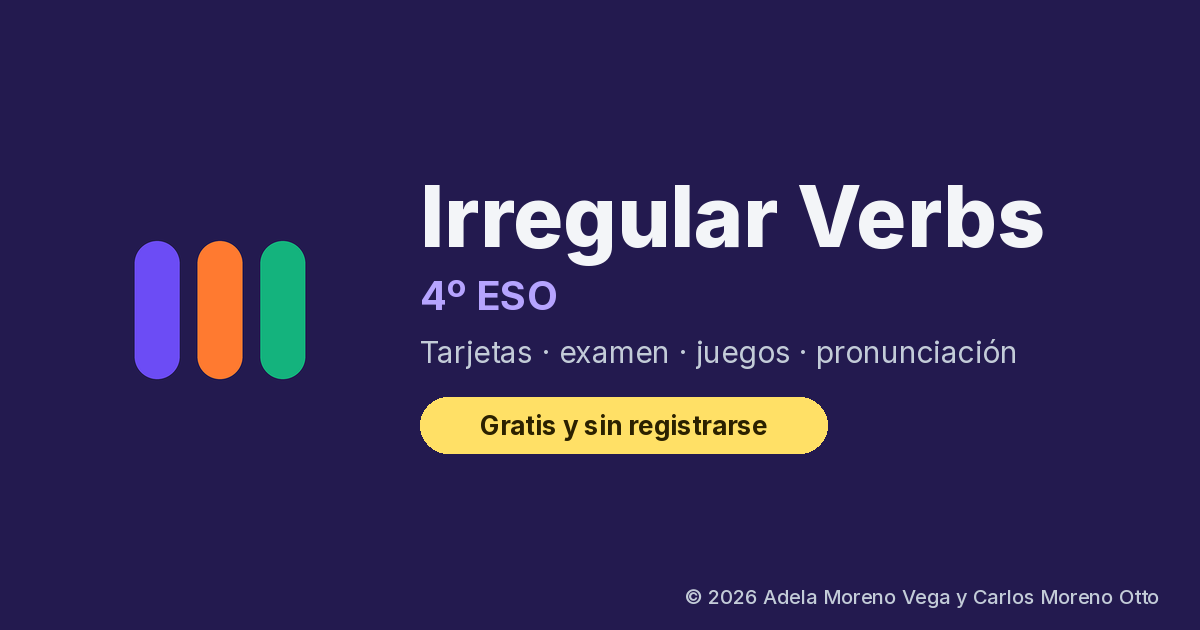 Irregular Verbs
4º ESO
Tarjetas · examen · juegos · pronunciación
Gratis y sin registrarse
© 2026 Adela Moreno Vega y Carlos Moreno Otto